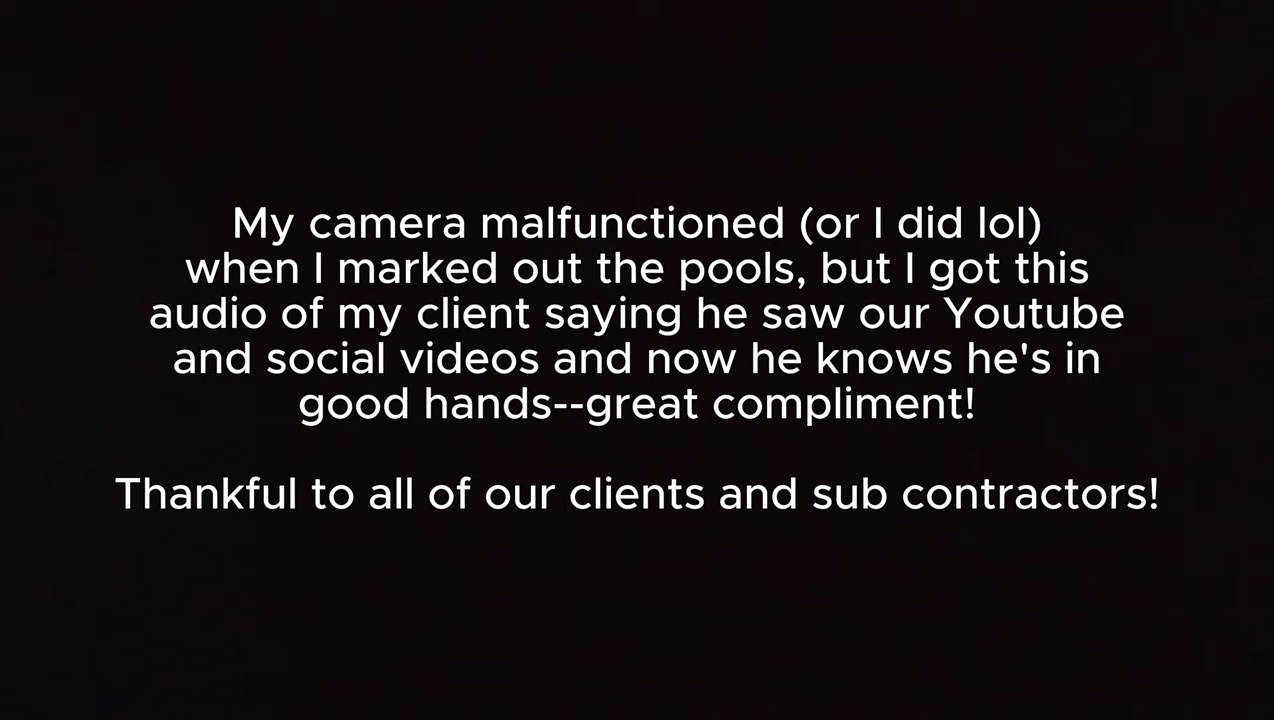 My camera malfunctioned (or I did lol)
when I marked out the pools, but I got this
audio of my client saying he saw our Youtube
and social videos and now he knows he's in
good hands--great compliment!
Thankful to all of our clients and sub contractors!